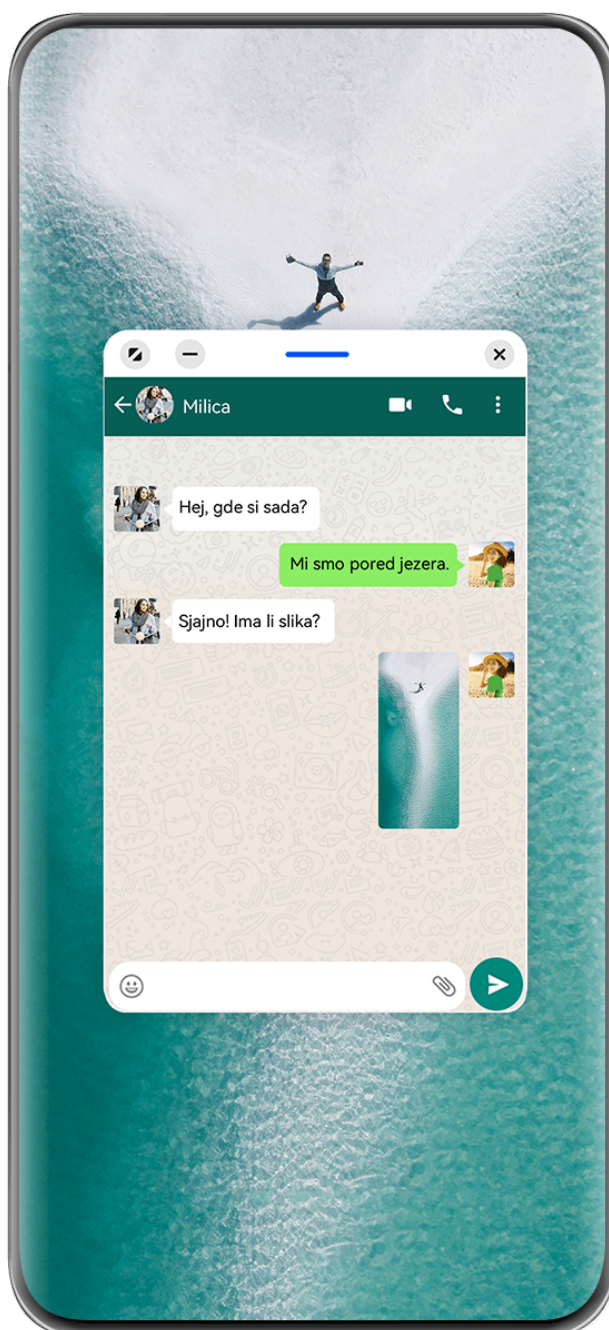 Milica
Hej, gde si sada?
Mi smo pored jezera.
Sjajno! Ima li slika?